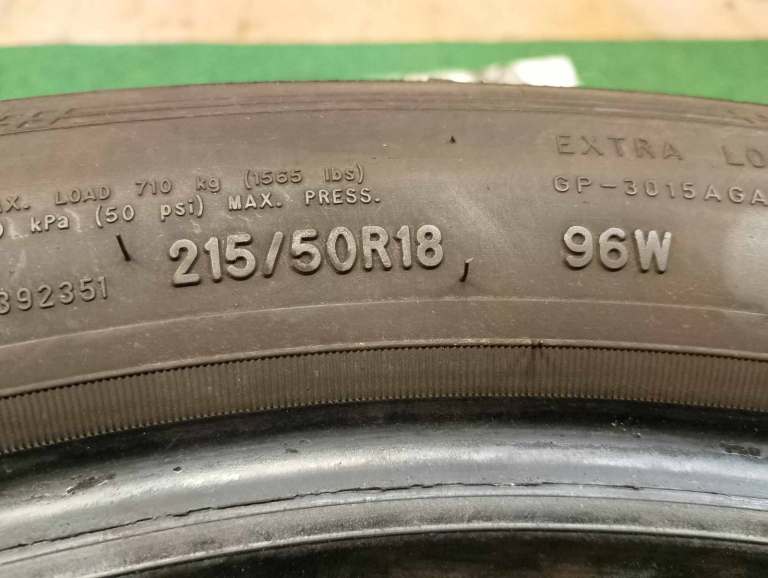 LOAD 710 kg (1565 lbs)
kPa (50 psi) MAX. PRESS.
EXTRA LO
GP-3015AGA
215/50R18 96W
392351